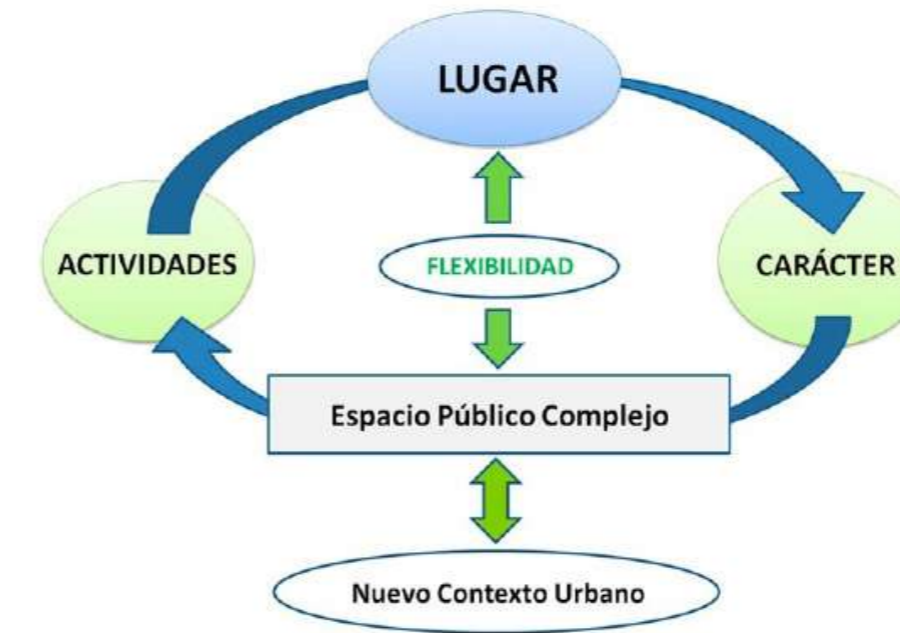 LUGAR
ACTIVIDADES
FLEXIBILIDAD
CARÁCTER
Espacio Público Complejo
Nuevo Contexto Urbano